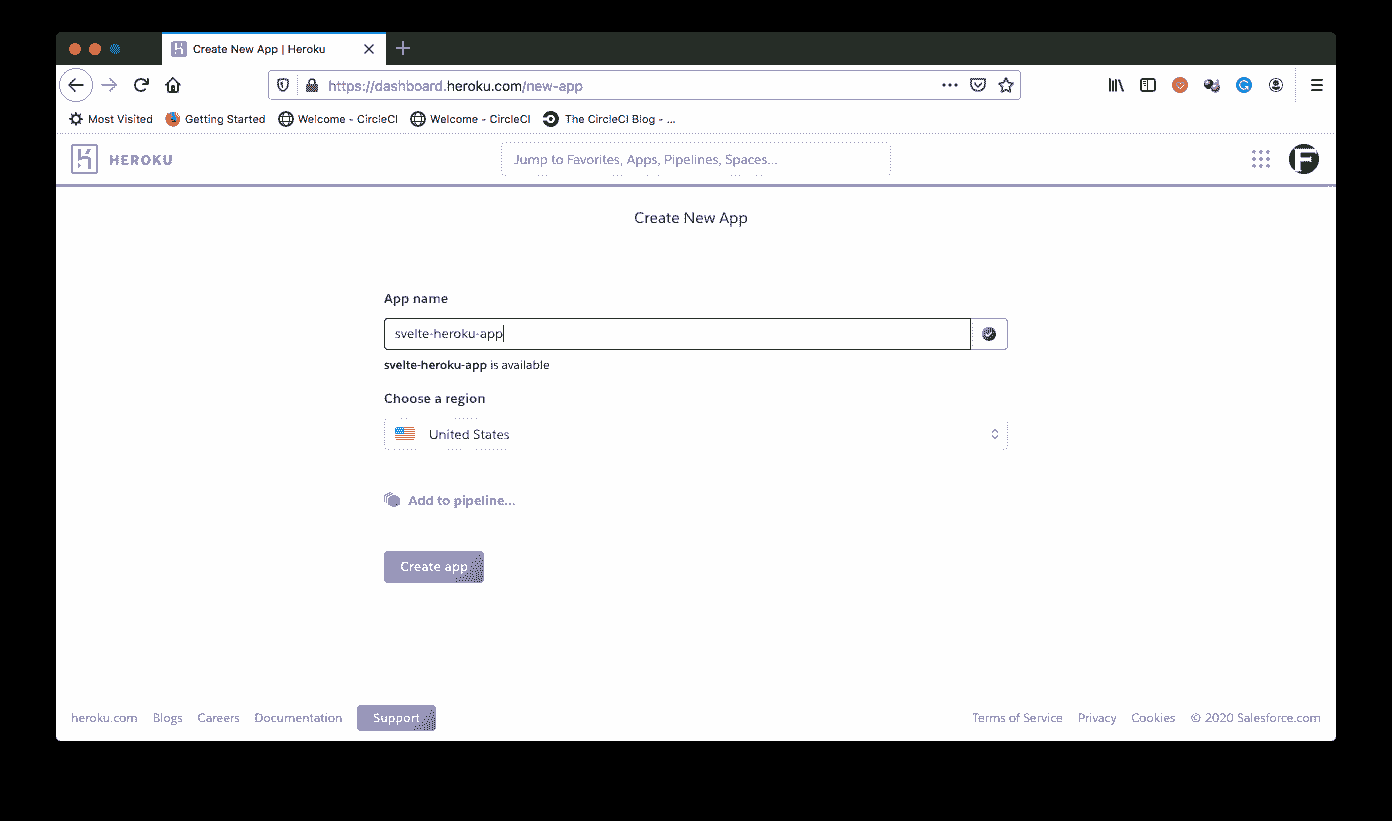 Create New App | Heroku
https://dashboard.heroku.com/new-app
Most Visited Getting Started Welcome - CircleCI Welcome - CircleCI The CircleCI Blog - ...
HEROKU Jump to Favorites, Apps, Pipelines, Spaces... F
Create New App
App name
svelte-heroku-app
svelte-heroku-app is available
Choose a region
United States
Add to pipeline...
Create app
heroku.com Blogs Careers Documentation Support Terms of Service Privacy Cookies © 2020 Salesforce.com